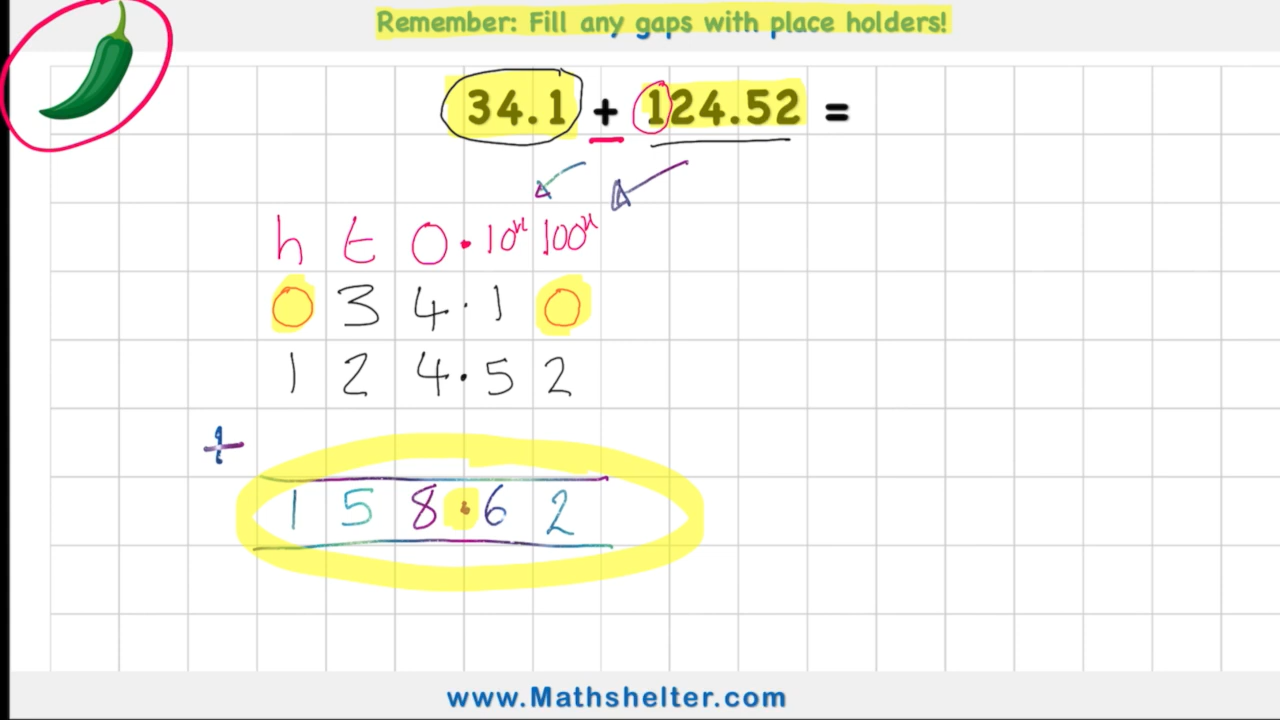 Remember: Fill any gaps with place holders!
34.1 + 124.52 =
h t O . 10th 100th
0 3 4 . 1 0
1 2 4 . 5 2
+
1 5 8 . 6 2
www.Mathshelter.com